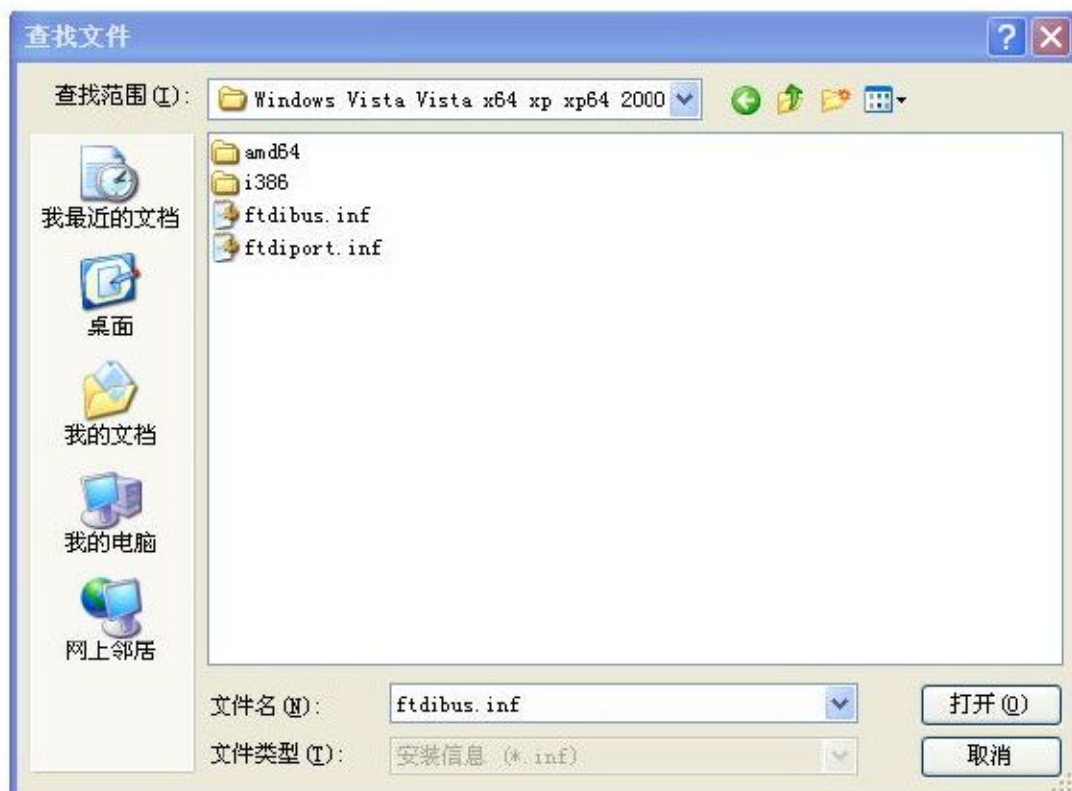 查找文件
查找范围(I):
Windows Vista Vista x64 xp xp64 2000
amd64
i386
ftdibus.inf
ftdiport.inf
我最近的文档
桌面
我的文档
我的电脑
网上邻居
文件名(N):
ftdibus.inf
打开(O)
文件类型(T):
安装信息 (*.inf)
取消